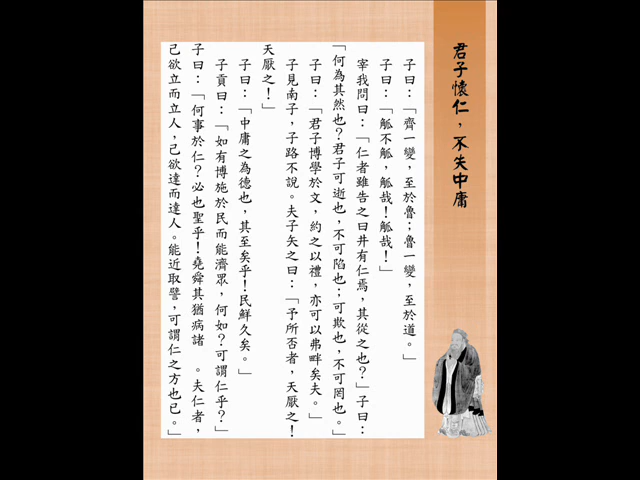 君子懷仁，不失中庸
子曰：「齊一變，至於魯；魯一變，至於道。」
子曰：「觚不觚，觚哉！觚哉！」
宰我問曰：「仁者雖告之曰井有仁焉，其從之也？」子曰：
「何為其然也？君子可逝也，不可陷也；可欺也，不可罔也。」
子曰：「君子博學於文，約之以禮，亦可以弗畔矣夫。」
子見南子，子路不說。夫子矢之曰：「予所否者，天厭之！
天厭之！」
子曰：「中庸之為德也，其至矣乎！民鮮久矣。」
子貢曰：「如有博施於民而能濟眾，何如？可謂仁乎？」
子曰：「何事於仁？必也聖乎！堯舜其猶病諸　。夫仁者，
己欲立而立人，己欲達而達人。能近取譬，可謂仁之方也已。」